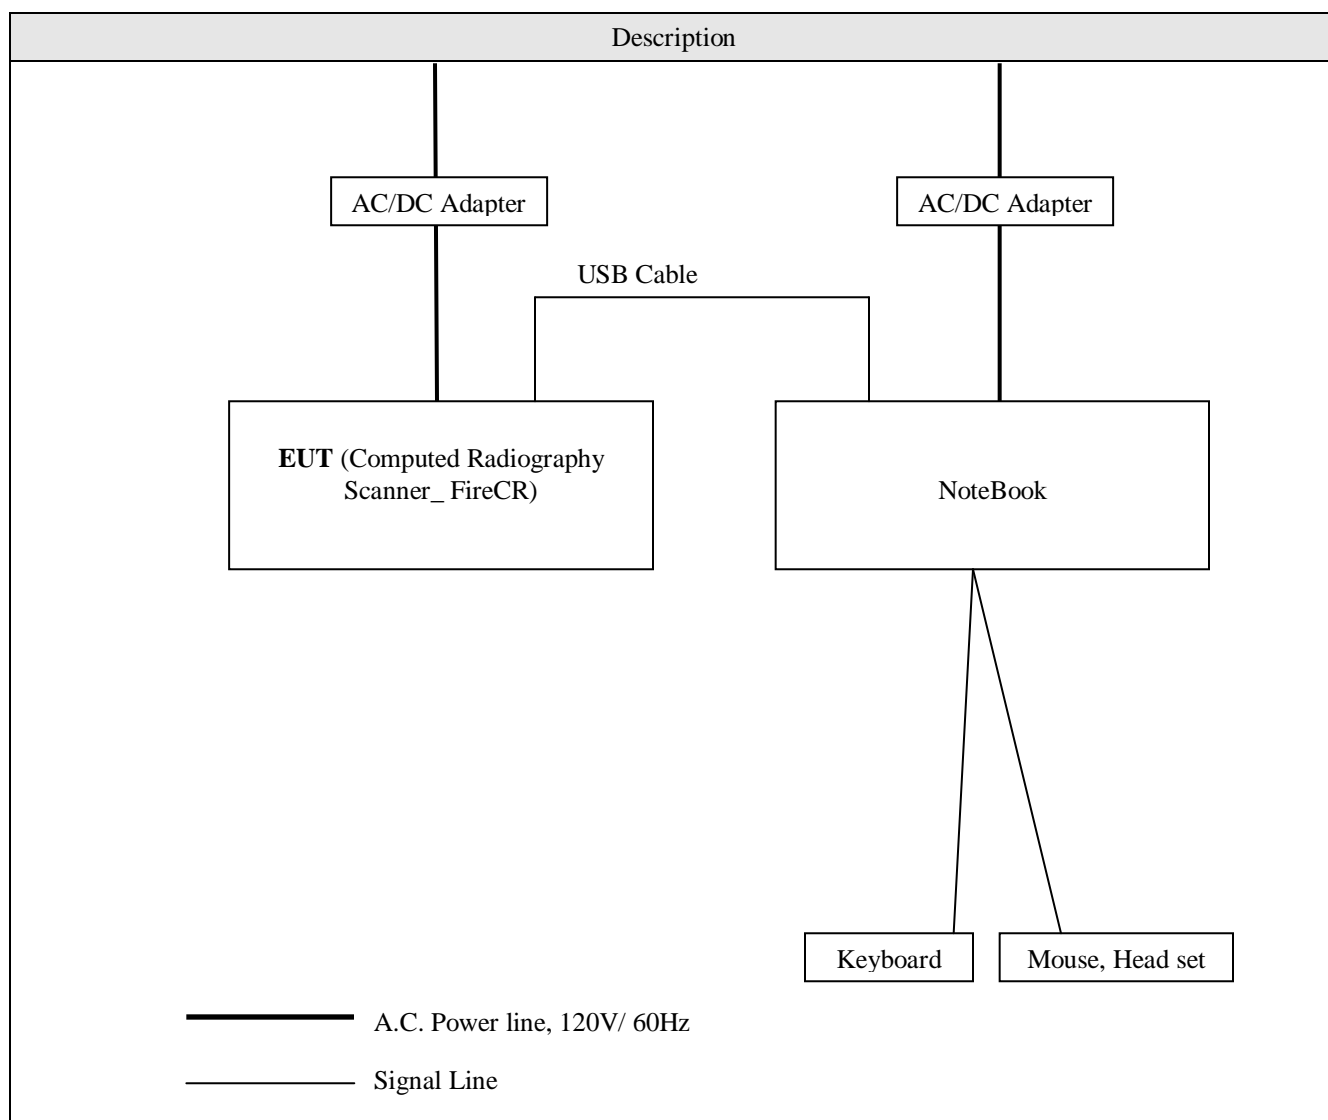 Description
AC/DC Adapter
AC/DC Adapter
USB Cable
EUT (Computed Radiography
Scanner_ FireCR)
NoteBook
Keyboard
Mouse, Head set
A.C. Power line, 120V/ 60Hz
Signal Line